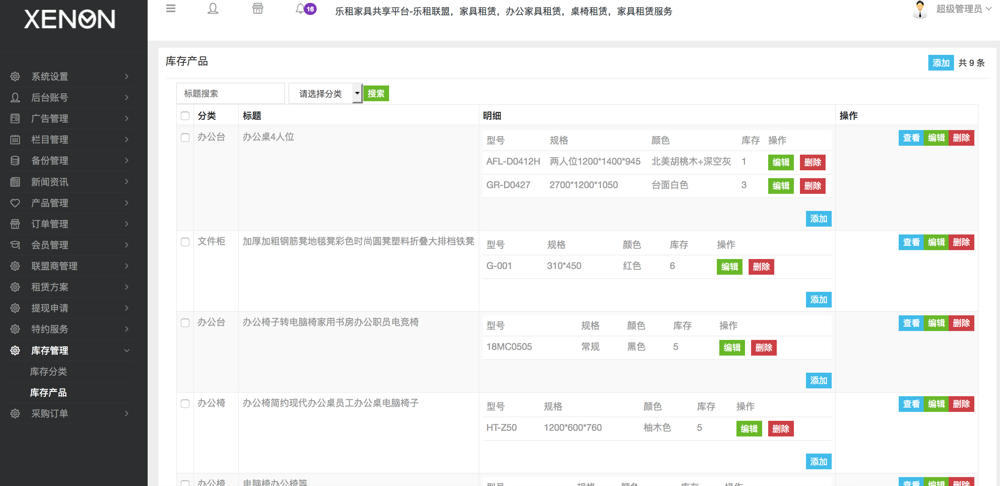 XENON
16
乐租家具共享平台-乐租联盟，家具租赁，办公家具租赁，桌椅租赁，家具租赁服务
超级管理员
系统设置
后台账号
广告管理
栏目管理
备份管理
新闻资讯
产品管理
订单管理
会员管理
联盟商管理
租赁方案
提现申请
特约服务
库存管理
库存分类
库存产品
采购订单
库存产品
添加 共 9 条
标题搜索 请选择分类 搜索
分类 标题 明细 操作
办公台 办公桌4人位 查看 编辑 删除
型号 规格 颜色 库存 操作
AFL-D0412H 两人位1200*1400*945 北美胡桃木+深空灰 1 编辑 删除
GR-D0427 2700*1200*1050 台面白色 3 编辑 删除
添加
文件柜 加厚加粗钢筋凳地毯凳彩色时尚圆凳塑料折叠大排档铁凳 查看 编辑 删除
型号 规格 颜色 库存 操作
G-001 310*450 红色 6 编辑 删除
添加
办公台 办公椅子转电脑椅家用书房办公职员电竞椅 查看 编辑 删除
型号 规格 颜色 库存 操作
18MC0505 常规 黑色 5 编辑 删除
添加
办公椅 办公椅简约现代办公桌员工办公桌电脑椅子 查看 编辑 删除
型号 规格 颜色 库存 操作
HT-Z50 1200*600*760 柚木色 5 编辑 删除
添加
办公椅 电脑椅办公椅等 查看 编辑 删除
型号 规格 颜色 库存 操作